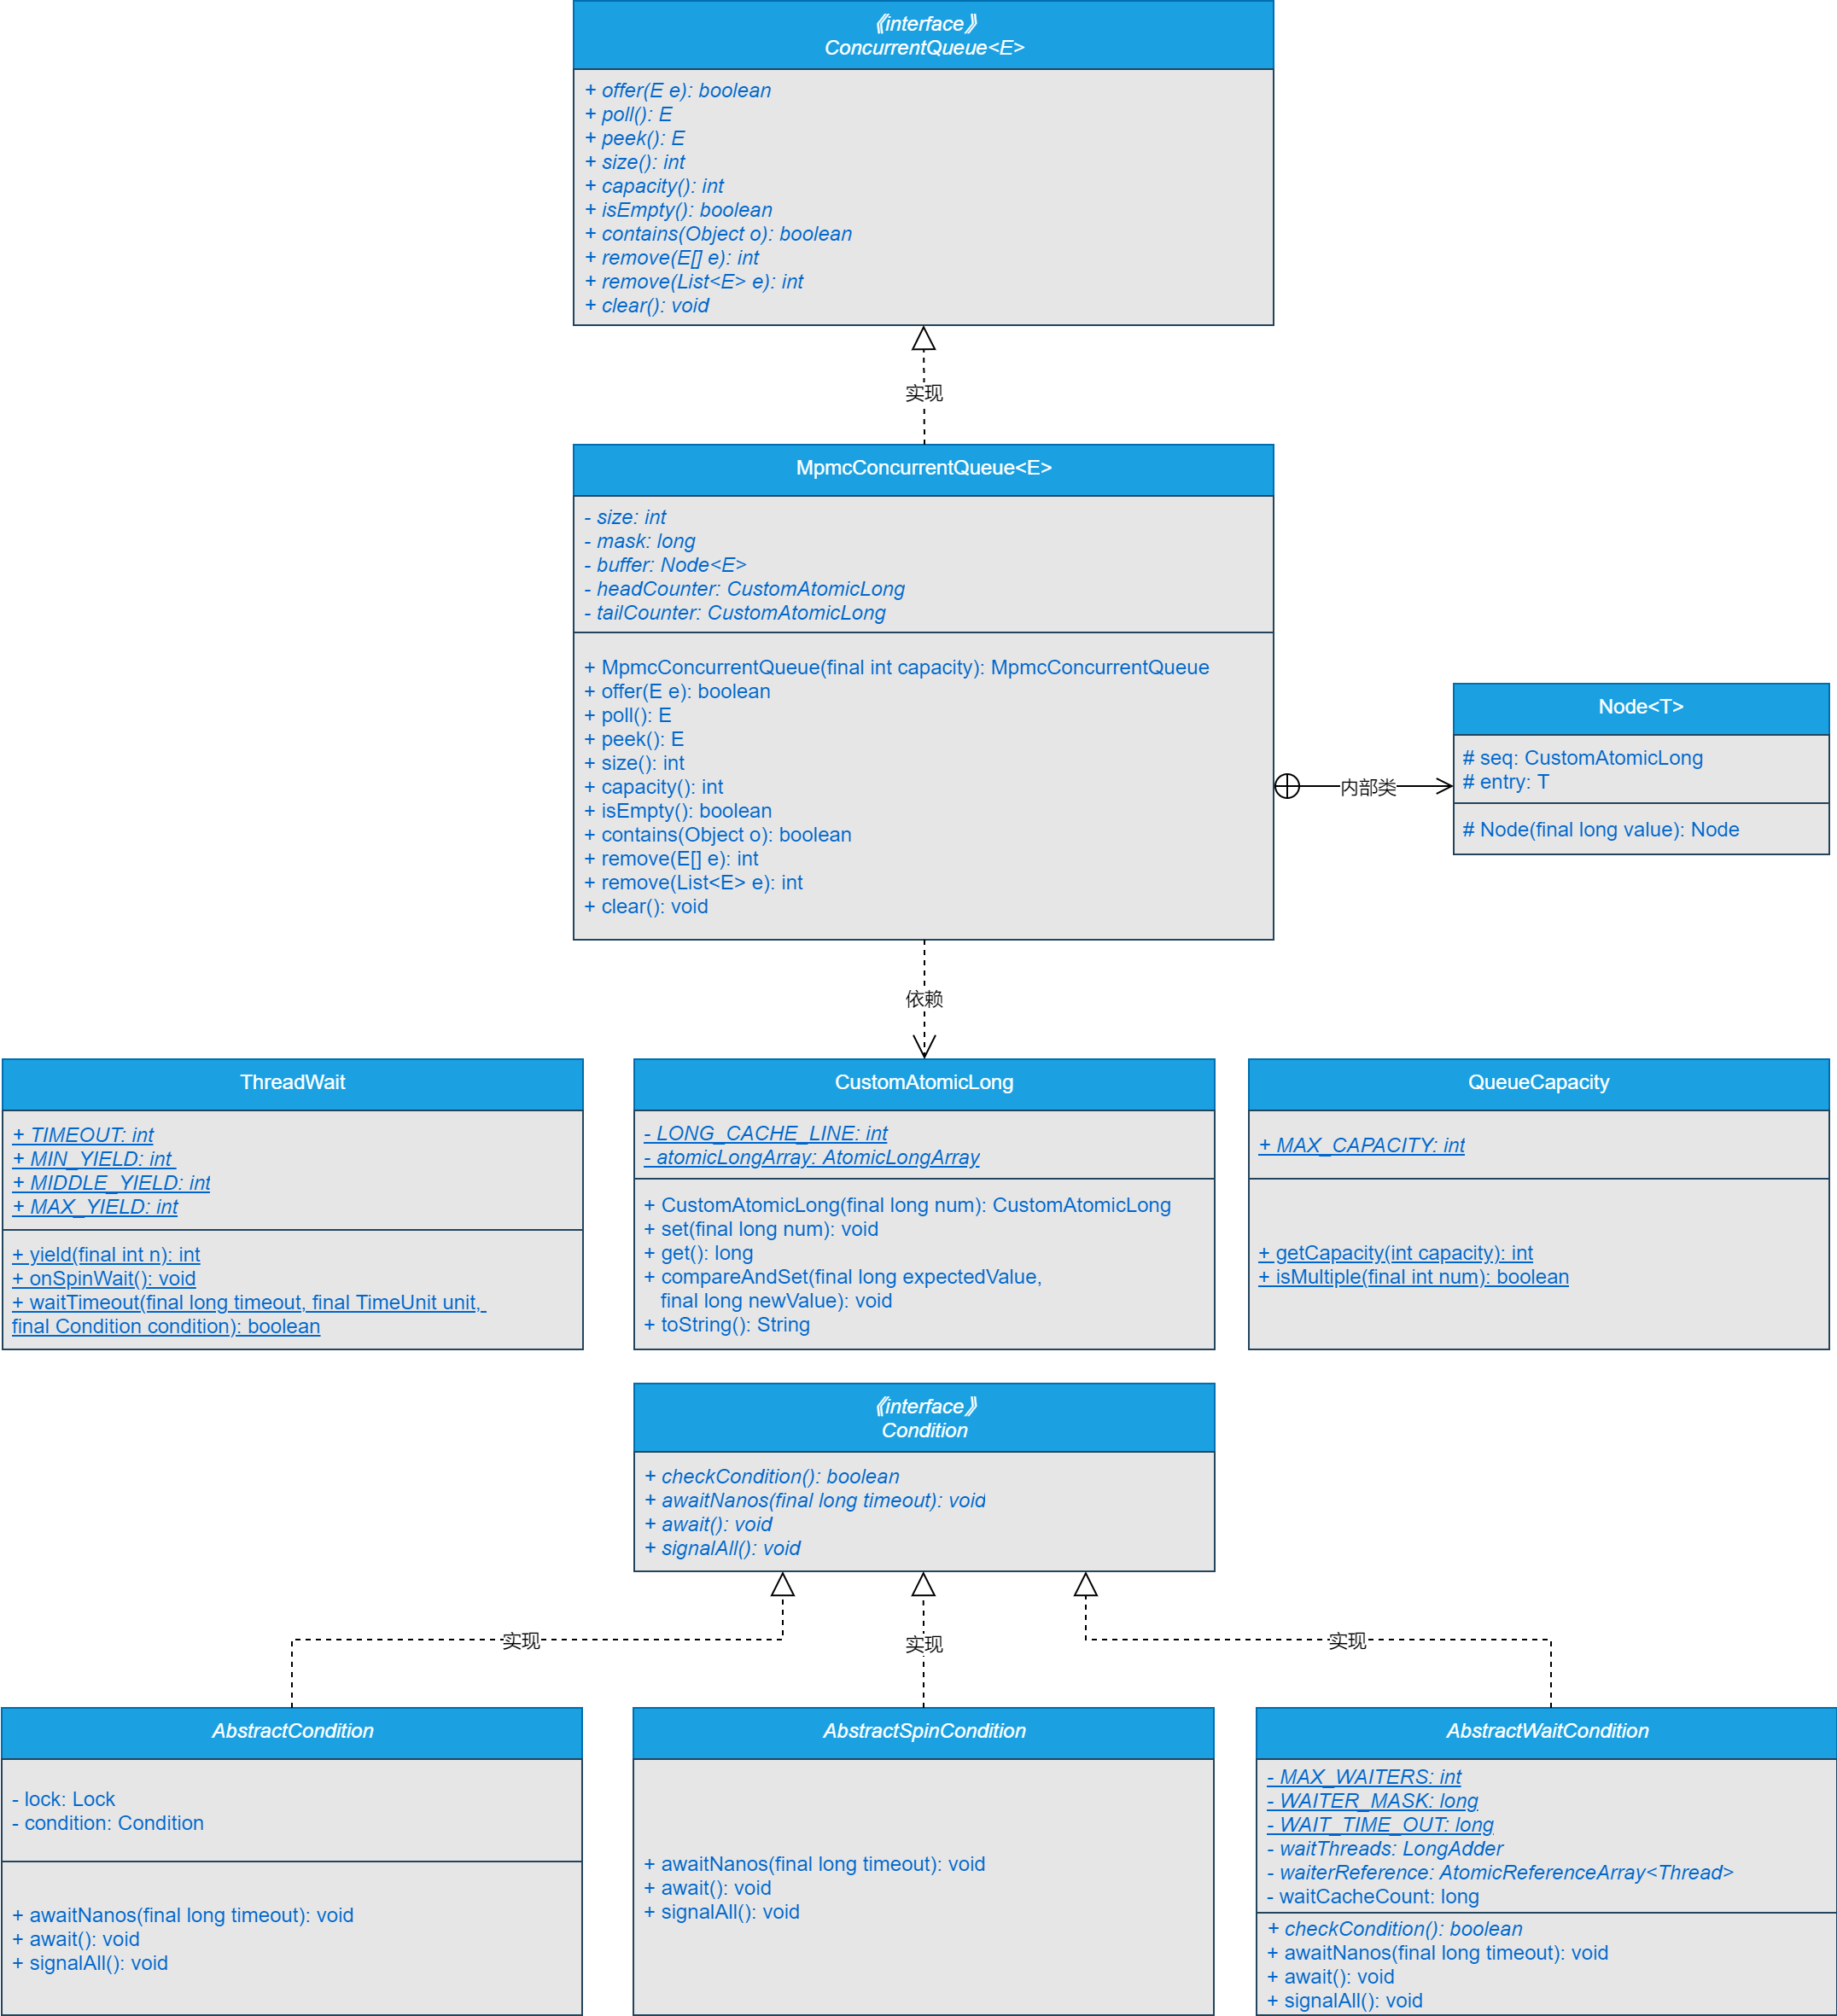 《interface》
ConcurrentQueue<E>
+ offer(E e): boolean
+ poll(): E
+ peek(): E
+ size(): int
+ capacity(): int
+ isEmpty(): boolean
+ contains(Object o): boolean
+ remove(E[] e): int
+ remove(List<E> e): int
+ clear(): void
实现
MpmcConcurrentQueue<E>
- size: int
- mask: long
- buffer: Node<E>
- headCounter: CustomAtomicLong
- tailCounter: CustomAtomicLong
+ MpmcConcurrentQueue(final int capacity): MpmcConcurrentQueue
+ offer(E e): boolean
+ poll(): E
+ peek(): E
+ size(): int
+ capacity(): int
+ isEmpty(): boolean
+ contains(Object o): boolean
+ remove(E[] e): int
+ remove(List<E> e): int
+ clear(): void
内部类
Node<T>
# seq: CustomAtomicLong
# entry: T
# Node(final long value): Node
依赖
ThreadWait
+ TIMEOUT: int
+ MIN_YIELD: int
+ MIDDLE_YIELD: int
+ MAX_YIELD: int
+ yield(final int n): int
+ onSpinWait(): void
+ waitTimeout(final long timeout, final TimeUnit unit,
final Condition condition): boolean
CustomAtomicLong
- LONG_CACHE_LINE: int
- atomicLongArray: AtomicLongArray
+ CustomAtomicLong(final long num): CustomAtomicLong
+ set(final long num): void
+ get(): long
+ compareAndSet(final long expectedValue,
final long newValue): void
+ toString(): String
QueueCapacity
+ MAX_CAPACITY: int
+ getCapacity(int capacity): int
+ isMultiple(final int num): boolean
《interface》
Condition
+ checkCondition(): boolean
+ awaitNanos(final long timeout): void
+ await(): void
+ signalAll(): void
实现
实现
实现
AbstractCondition
- lock: Lock
- condition: Condition
+ awaitNanos(final long timeout): void
+ await(): void
+ signalAll(): void
AbstractSpinCondition
+ awaitNanos(final long timeout): void
+ await(): void
+ signalAll(): void
AbstractWaitCondition
- MAX_WAITERS: int
- WAITER_MASK: long
- WAIT_TIME_OUT: long
- waitThreads: LongAdder
- waiterReference: AtomicReferenceArray<Thread>
- waitCacheCount: long
+ checkCondition(): boolean
+ awaitNanos(final long timeout): void
+ await(): void
+ signalAll(): void